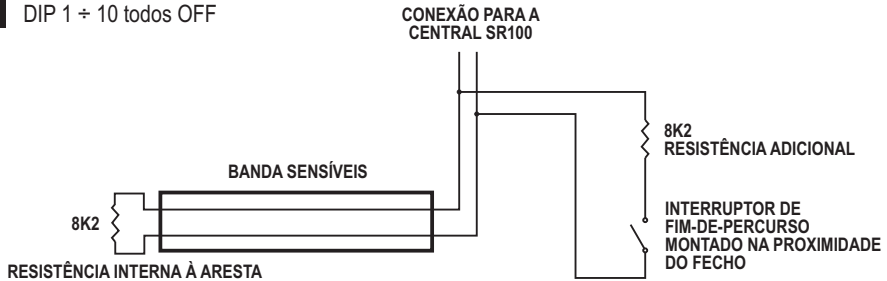 DIP 1 ÷ 10 todos OFF
CONEXÃO PARA A
CENTRAL SR100
8K2
RESISTÊNCIA ADICIONAL
BANDA SENSÍVEIS
8K2
INTERRUPTOR DE
FIM-DE-PERCURSO
MONTADO NA PROXIMIDADE
DO FECHO
RESISTÊNCIA INTERNA À ARESTA